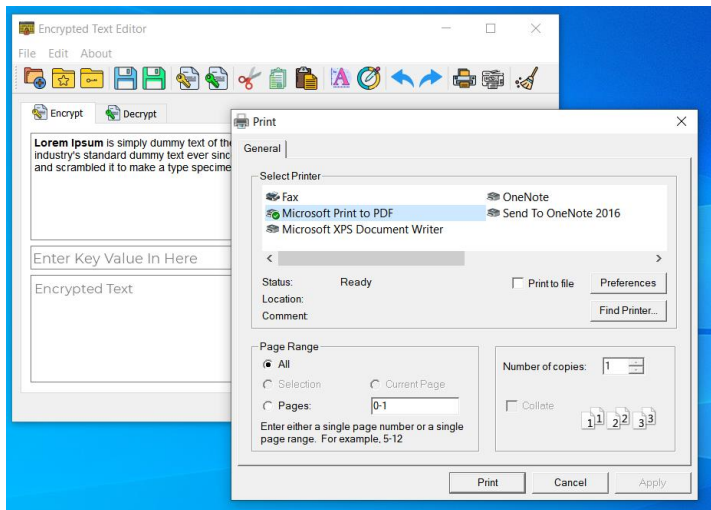 Encrypted Text Editor
File Edit About
Encrypt Decrypt
Lorem Ipsum is simply dummy text of the
industry's standard dummy text ever sinc
and scrambled it to make a type specime
Enter Key Value In Here
Encrypted Text
Print
General
Select Printer
Fax
Microsoft Print to PDF
Microsoft XPS Document Writer
OneNote
Send To OneNote 2016
Status: Ready
Print to file
Preferences
Location:
Comment:
Find Printer...
Page Range
All
Selection
Current Page
Pages: 0-1
Enter either a single page number or a single
page range. For example, 5-12
Number of copies: 1
Collate
11 22 33
Print Cancel Apply